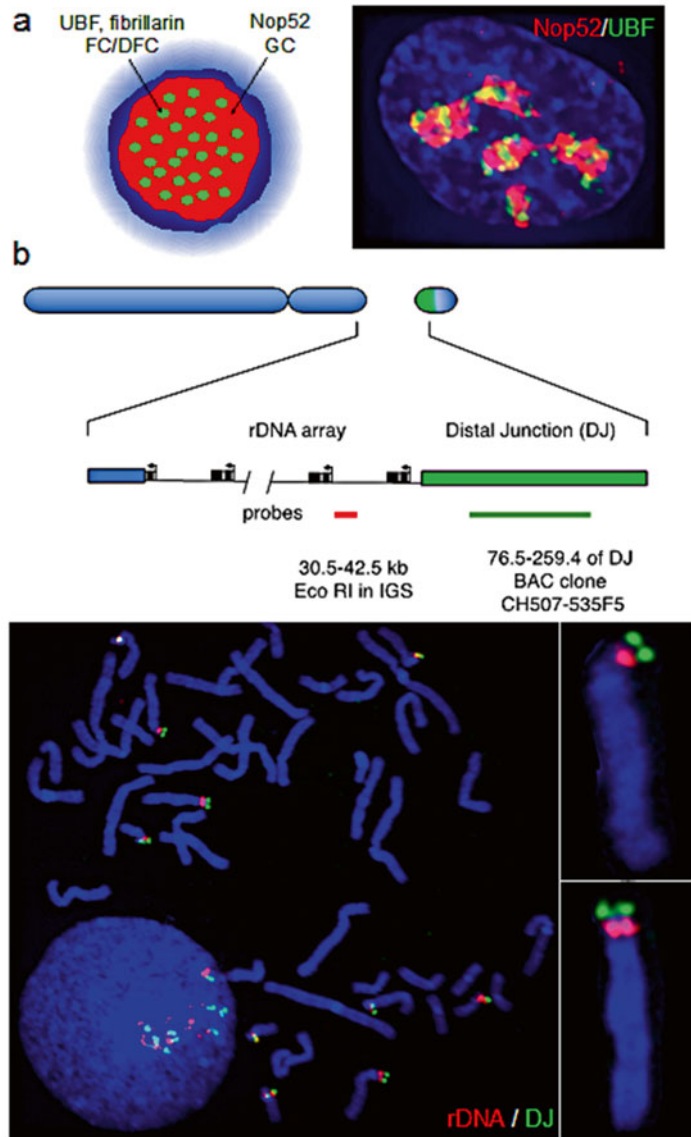 a
UBF, fibrillarin
FC/DFC
Nop52
GC
Nop52/UBF
b
rDNA array
Distal Junction (DJ)
probes
30.5-42.5 kb
Eco RI in IGS
76.5-259.4 of DJ
BAC clone
CH507-535F5
rDNA / DJ